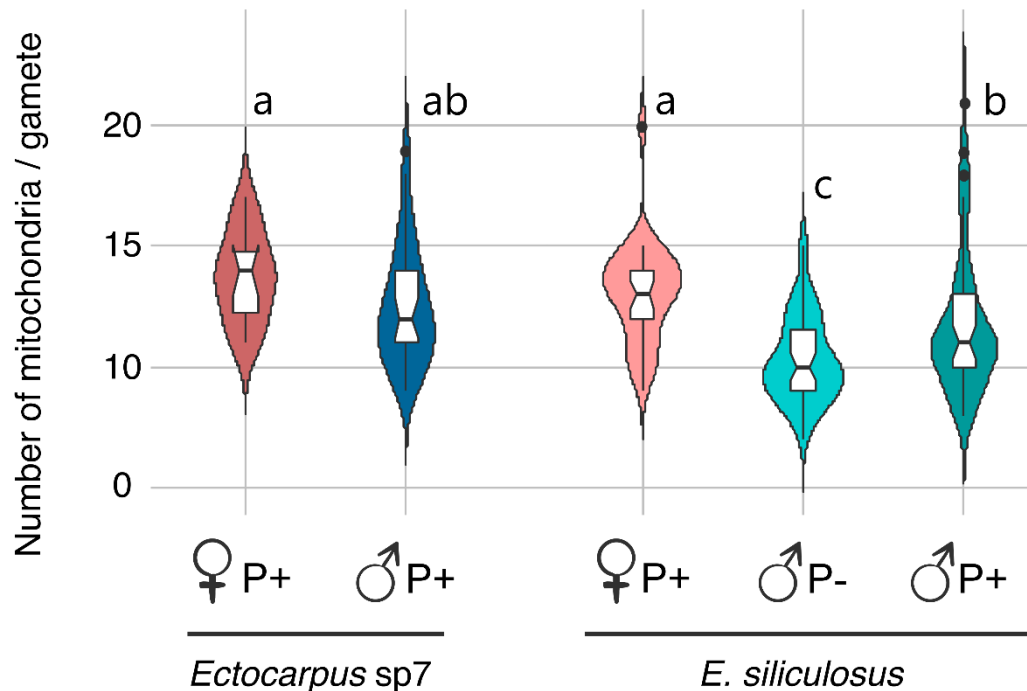 Number of mitochondria / gamete
20
15
10
0
a
ab
a
c
b
♀ P+
♂ P+
♀ P+
♂ P-
♂ P+
Ectocarpus sp7
E. siliculosus